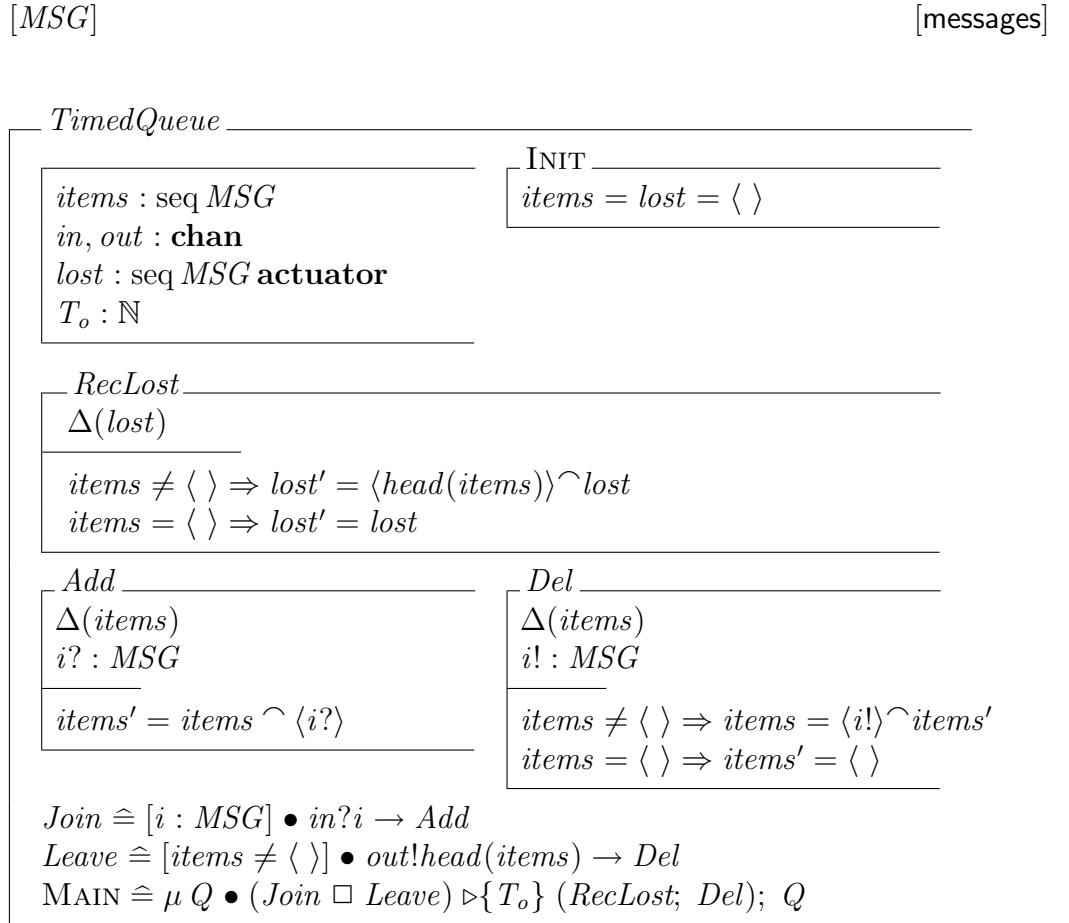 [MSG] [messages]
TimedQueue
items : seq MSG
in, out : chan
lost : seq MSG actuator
T_o : ℕ
INIT
items = lost = ⟨ ⟩
RecLost
Δ(lost)
items ≠ ⟨ ⟩ ⇒ lost′ = ⟨head(items)⟩⌢lost
items = ⟨ ⟩ ⇒ lost′ = lost
Add
Δ(items)
i? : MSG
items′ = items ⌢ ⟨i?⟩
Del
Δ(items)
i! : MSG
items ≠ ⟨ ⟩ ⇒ items = ⟨i!⟩⌢items′
items = ⟨ ⟩ ⇒ items′ = ⟨ ⟩
Join ≙ [i : MSG] • in?i → Add
Leave ≙ [items ≠ ⟨ ⟩] • out!head(items) → Del
MAIN ≙ μ Q • (Join □ Leave) ▹{T_o} (RecLost; Del); Q